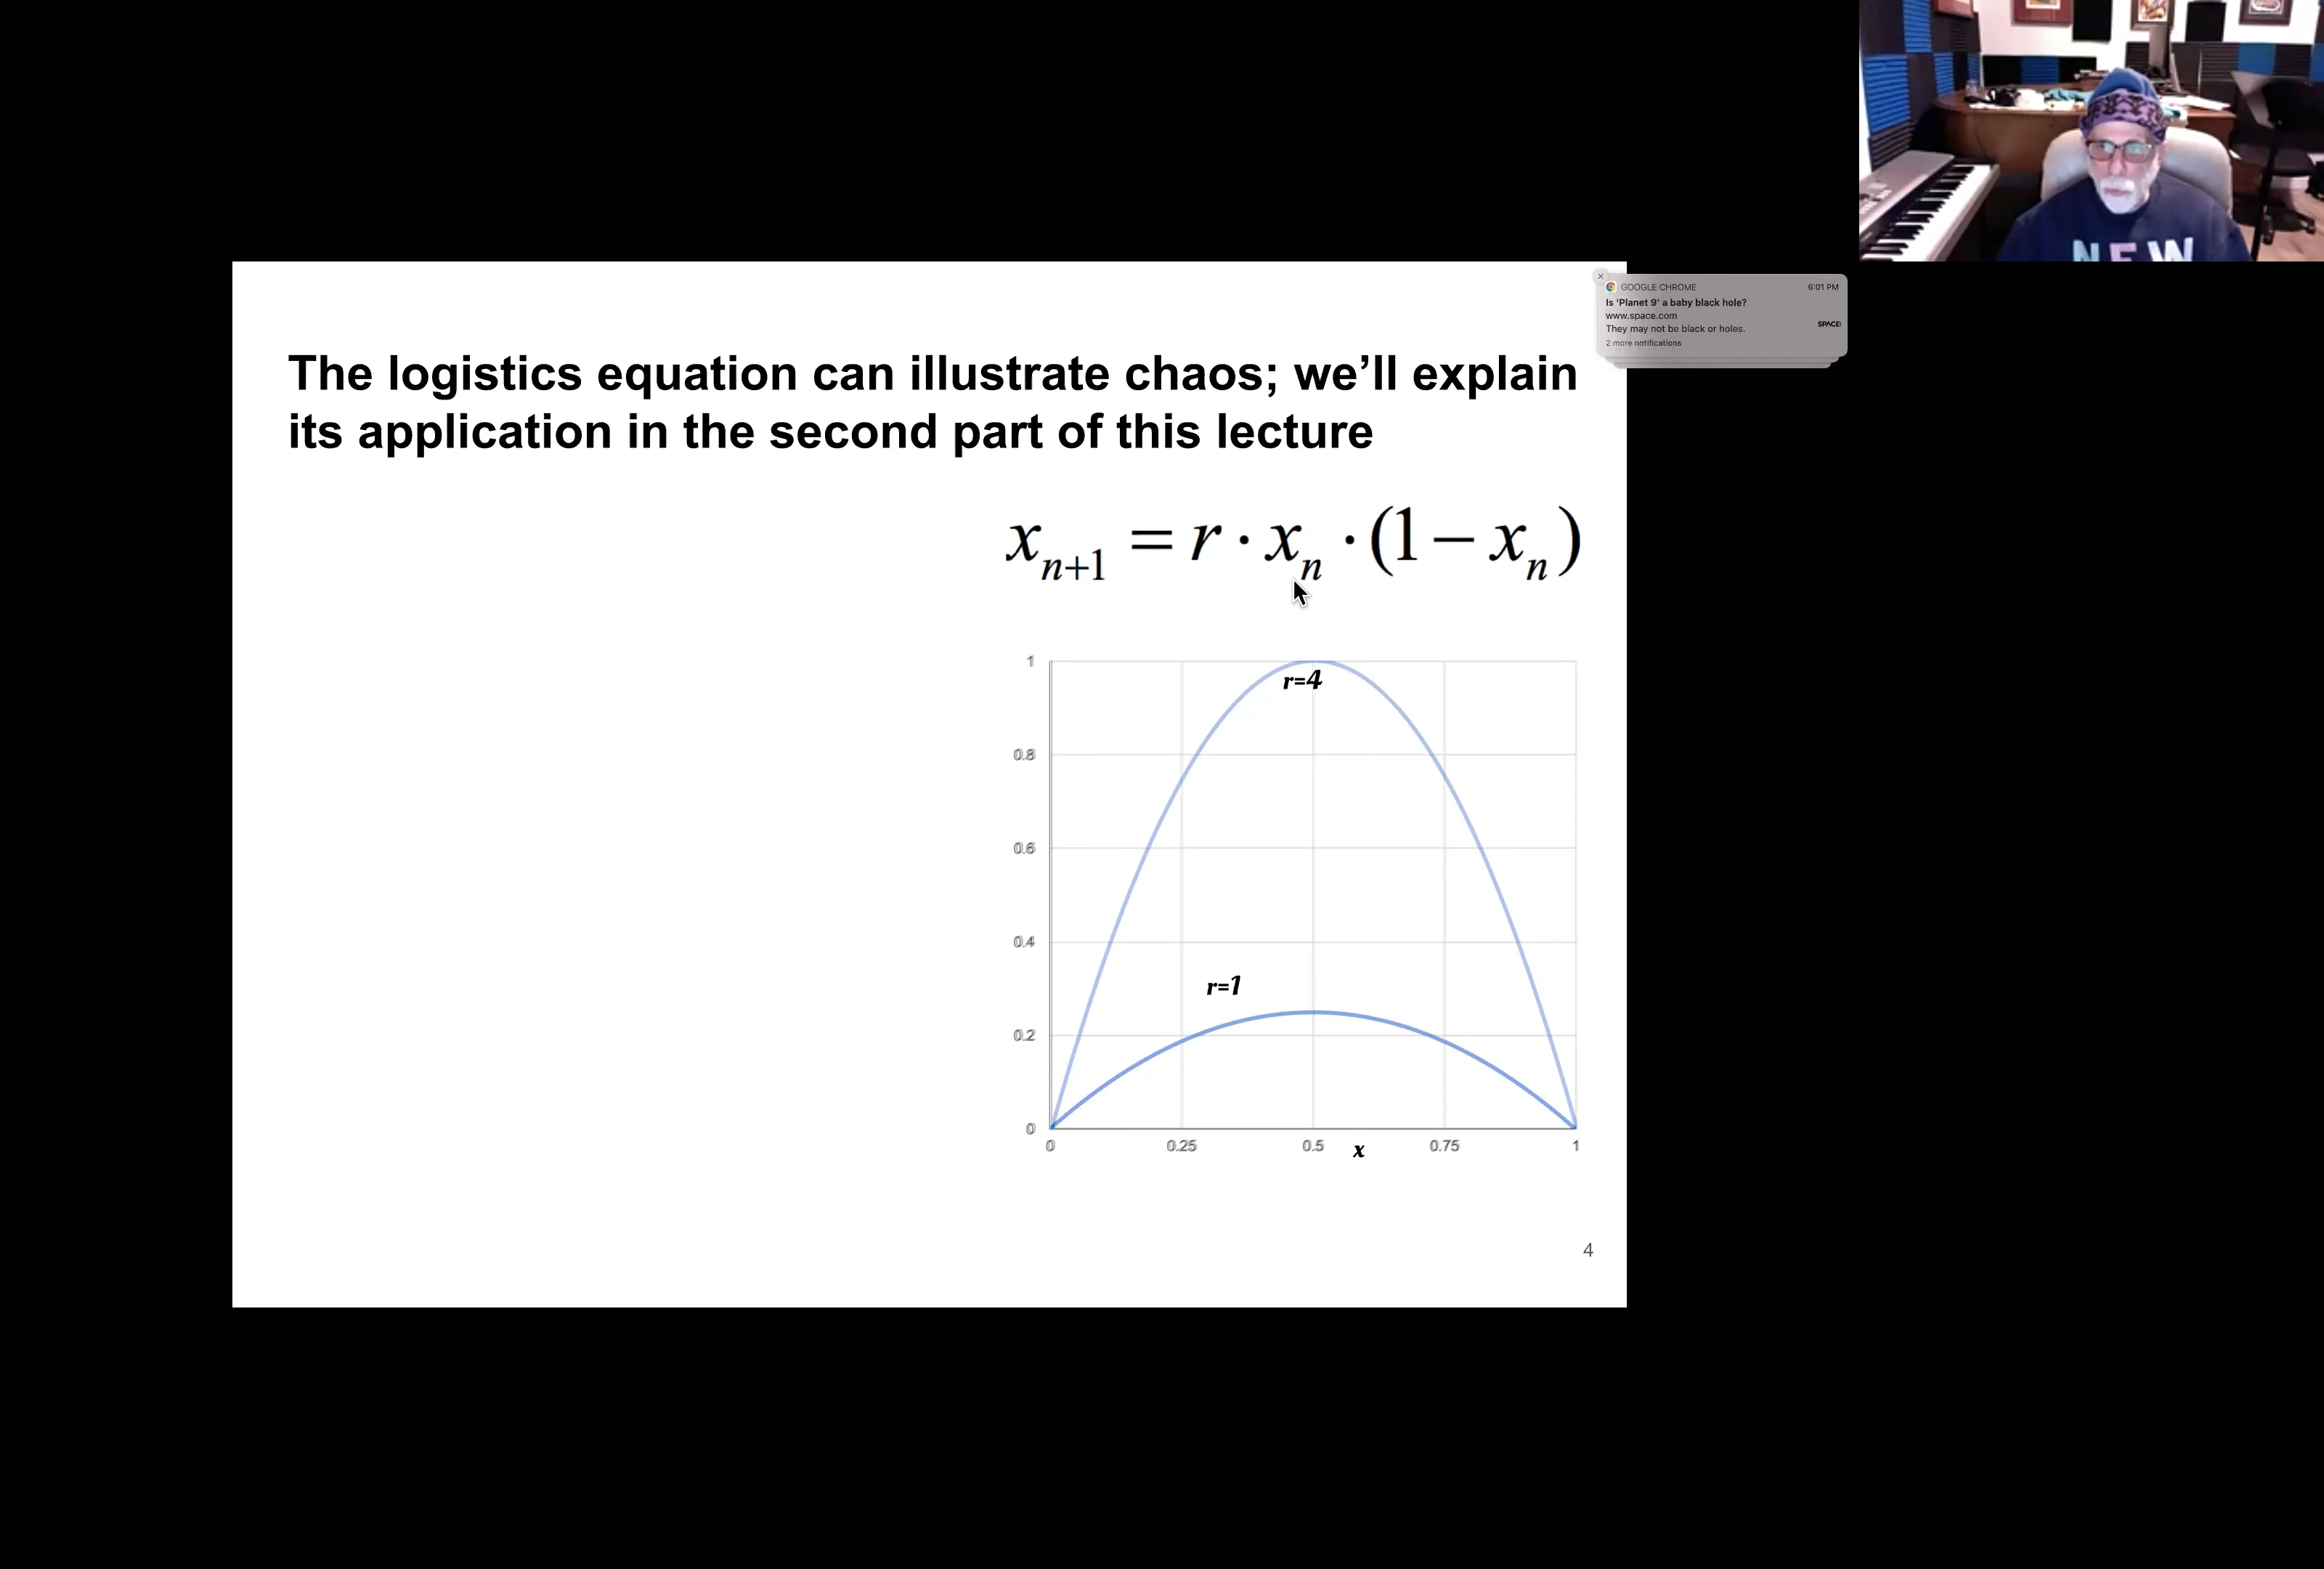 NEW
GOOGLE CHROME 6:01 PM
Is 'Planet 9' a baby black hole?
www.space.com
They may not be black or holes.
SPACE
2 more notifications
The logistics equation can illustrate chaos; we’ll explain
its application in the second part of this lecture
xₙ₊₁ = r · xₙ · (1 − xₙ)
1
r=4
0.8
0.6
0.4
r=1
0.2
0
0 0.25 0.5 x 0.75 1
4